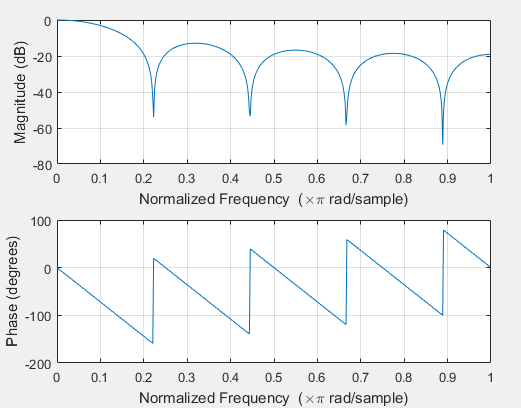 0
-20
-40
-60
-80
Magnitude (dB)
0 0.1 0.2 0.3 0.4 0.5 0.6 0.7 0.8 0.9 1
Normalized Frequency (×π rad/sample)
100
0
-100
-200
Phase (degrees)
0 0.1 0.2 0.3 0.4 0.5 0.6 0.7 0.8 0.9 1
Normalized Frequency (×π rad/sample)